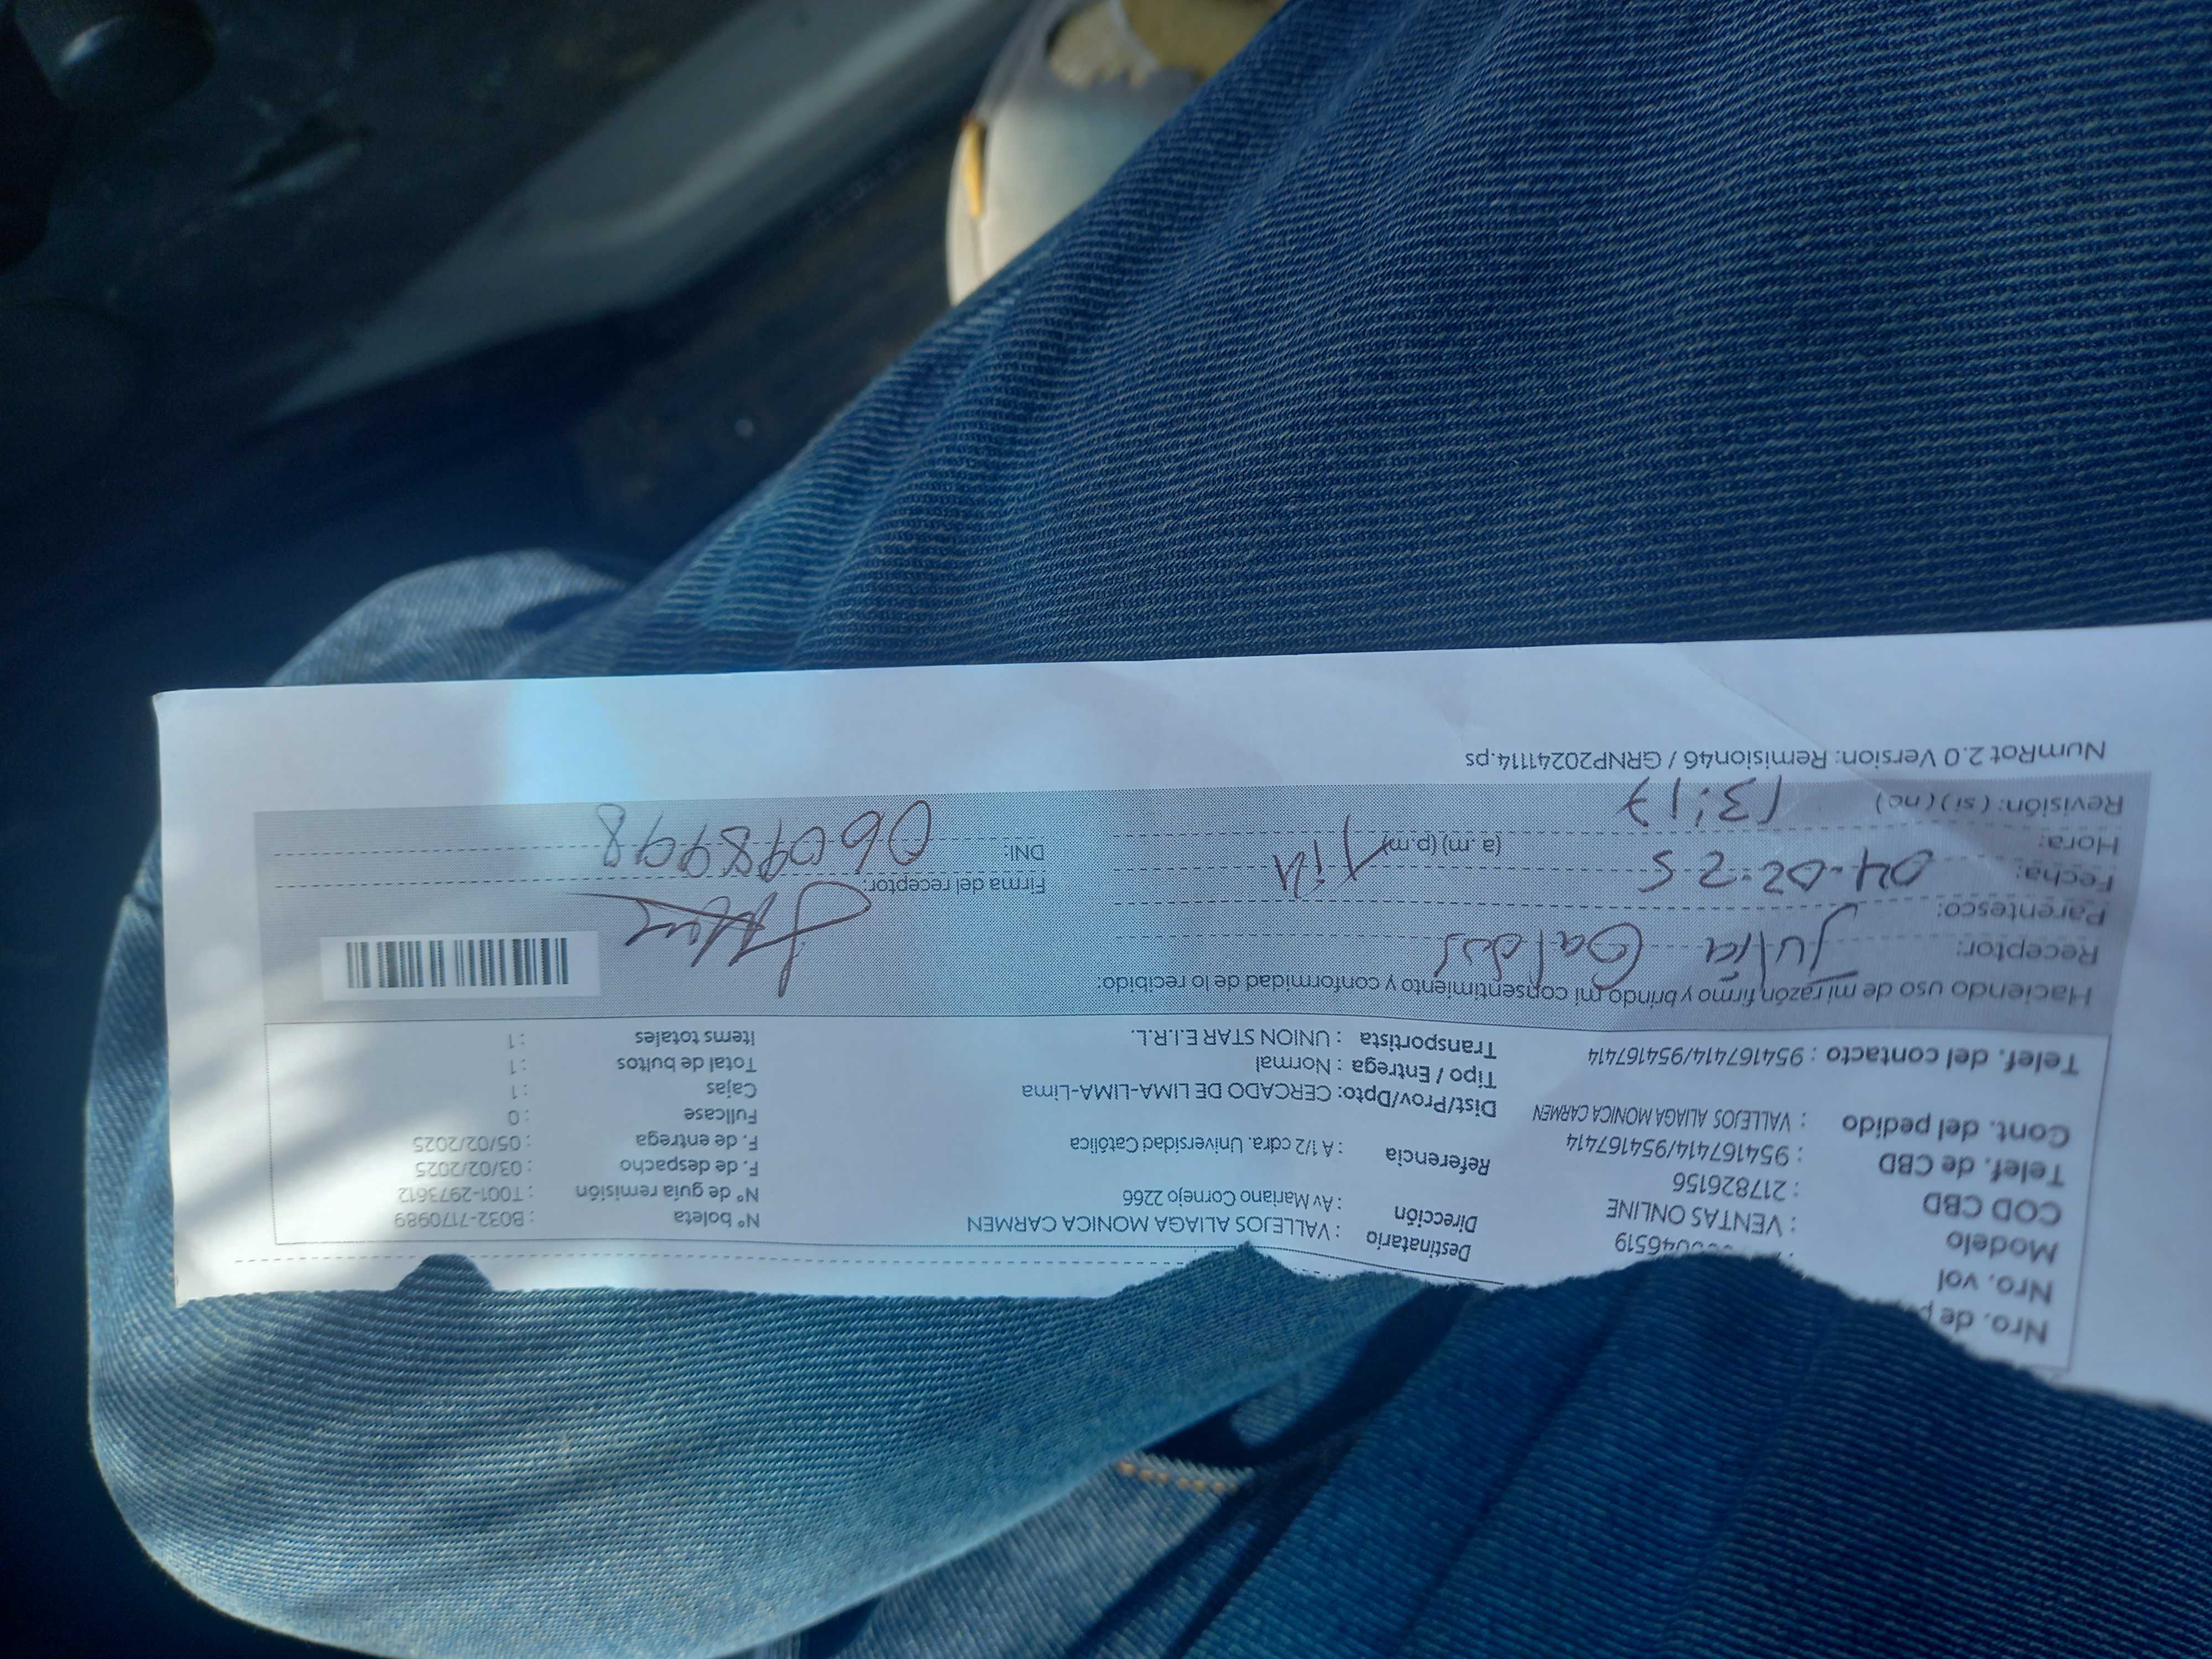 Nro. de
Nro. vol
Modelo
COD CBD
Telef. de CBD
Cont. del pedido
Telef. del contacto : 954167414/954167414
46519
: VENTAS ONLINE
: 217826156
: 954167414/954167414
: VALLEJOS ALIAGA MONICA CARMEN
Destinatario : VALLEJOS ALIAGA MONICA CARMEN
Dirección : Av Mariano Cornejo 2266
Referencia : A 1/2 cdra. Universidad Católica
Dist/Prov/Dpto: CERCADO DE LIMA-LIMA-Lima
Tipo / Entrega : Normal
Transportista : UNION STAR E.I.R.L.
N° boleta : B032-7170989
N° de guía remisión : T001-2973612
F. de despacho : 03/02/2025
F. de entrega : 05/02/2025
Fullcase : 0
Cajas : 1
Total de bultos : 1
Items totales : 1
Haciendo uso de mi razón firmo y brindo mi consentimiento y conformidad de lo recibido:
Receptor: Julia Galdos
Parentesco:
Fecha: 04-02-25
Hora: (a .m) (p.m)
Revisión: ( si ) ( no ) 13:17
Firma del receptor:
DNI:
NumRot 2.0 Version: Remision46 / GRNP20241114.ps